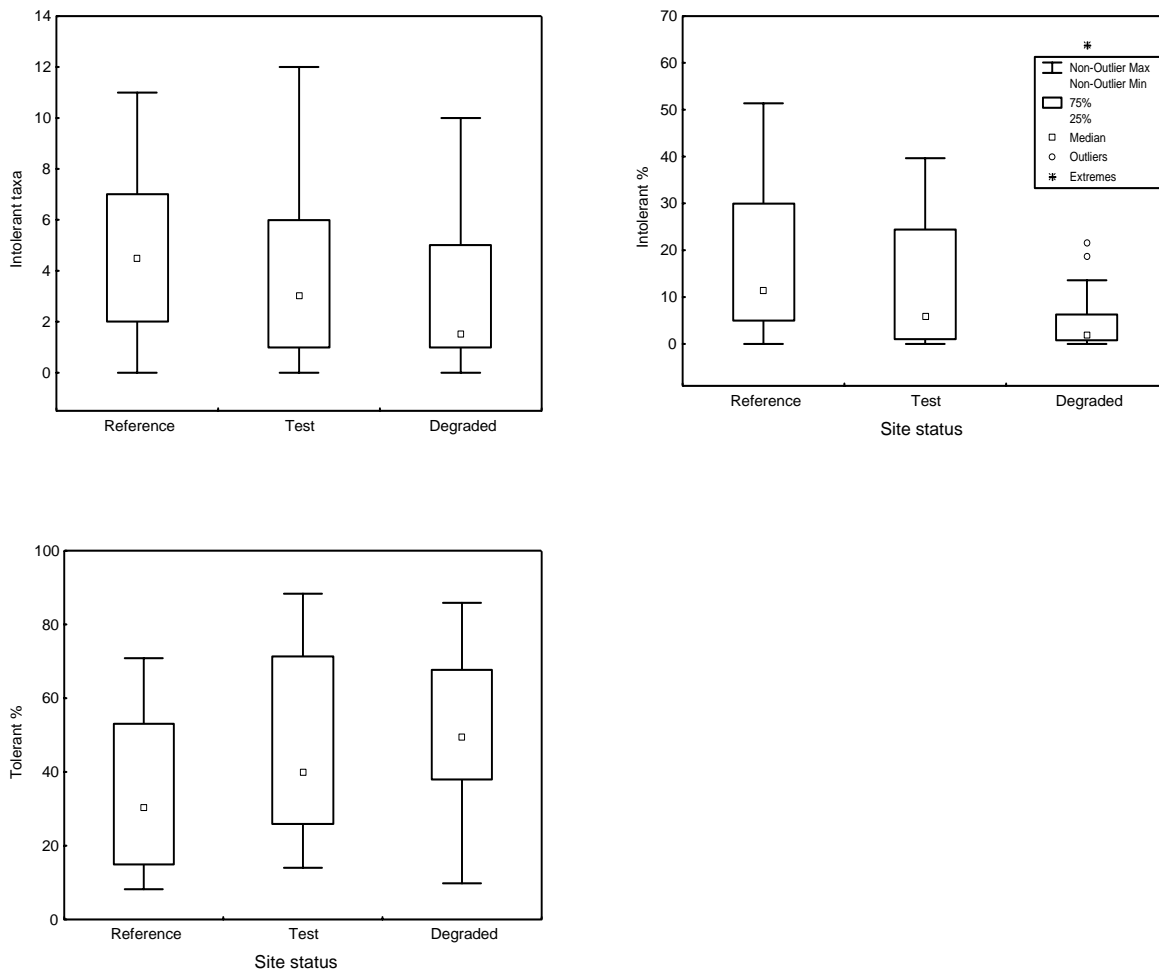 14
12
10
8
6
4
2
0
Intolerant taxa
Reference Test Degraded
70
60
50
40
30
20
10
0
Intolerant %
Non-Outlier Max
Non-Outlier Min
75%
25%
Median
Outliers
Extremes
Reference Test Degraded
Site status
100
80
60
40
20
0
Tolerant %
Reference Test Degraded
Site status